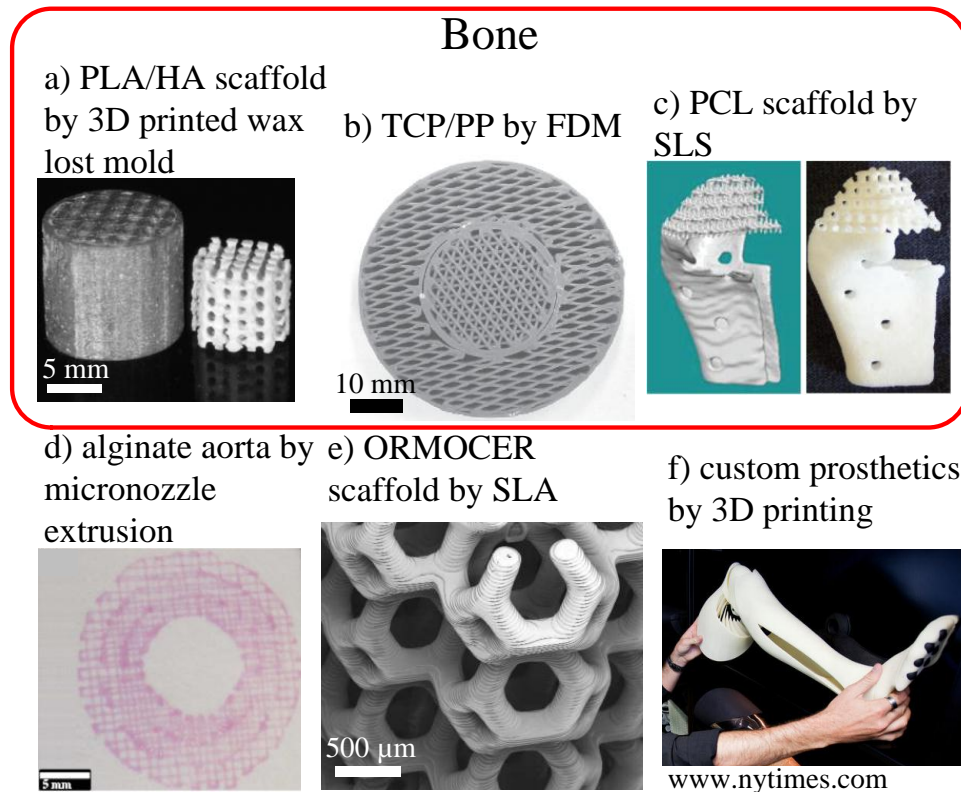 Bone
a) PLA/HA scaffold
by 3D printed wax
lost mold
5 mm
b) TCP/PP by FDM
10 mm
c) PCL scaffold by
SLS
d) alginate aorta by
micronozzle
extrusion
5 mm
e) ORMOCER
scaffold by SLA
500 µm
f) custom prosthetics
by 3D printing
www.nytimes.com